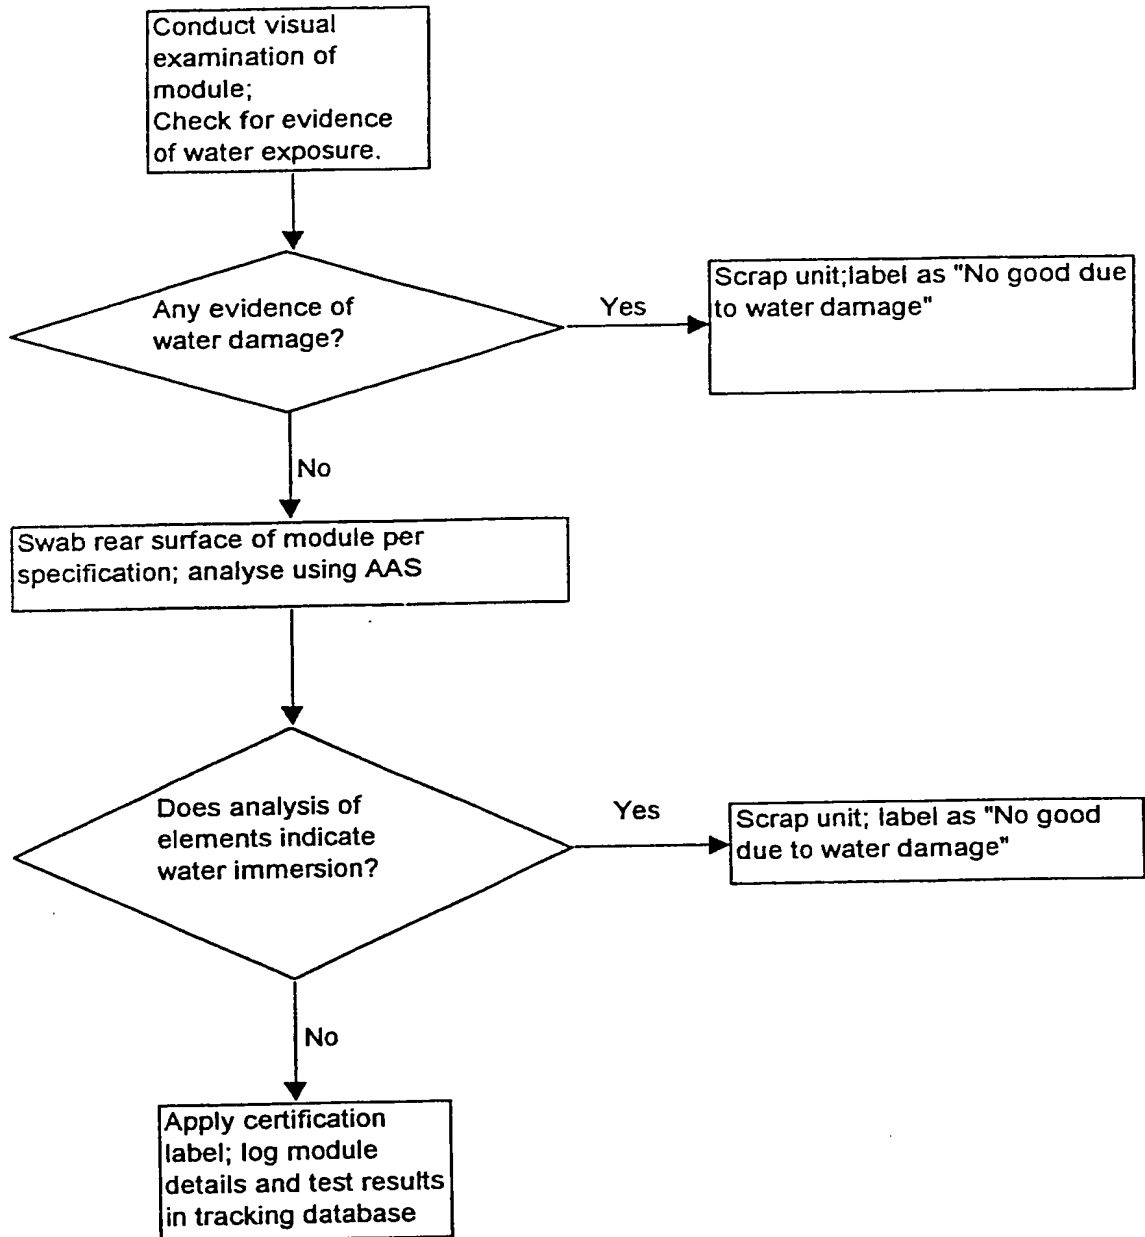 Conduct visual
examination of
module;
Check for evidence
of water exposure.
Any evidence of
water damage?
Yes
Scrap unit;label as "No good due
to water damage"
No
Swab rear surface of module per
specification; analyse using AAS
Does analysis of
elements indicate
water immersion?
Yes
Scrap unit; label as "No good
due to water damage"
No
Apply certification
label; log module
details and test results
in tracking database